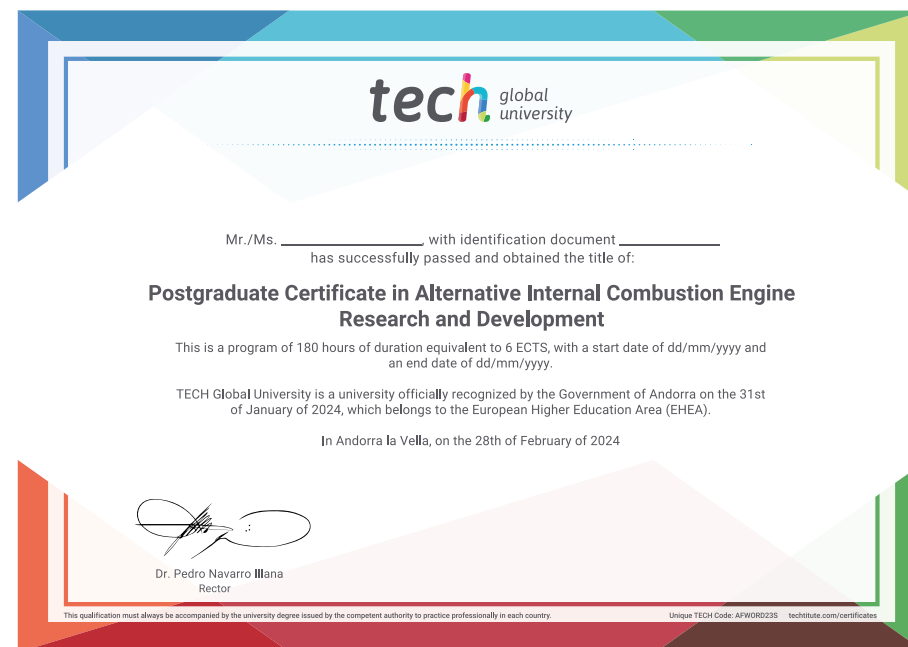 tech global
university
Mr./Ms. ____________________, with identification document ______________
has successfully passed and obtained the title of:
Postgraduate Certificate in Alternative Internal Combustion Engine
Research and Development
This is a program of 180 hours of duration equivalent to 6 ECTS, with a start date of dd/mm/yyyy and
an end date of dd/mm/yyyy.
TECH Global University is a university officially recognized by the Government of Andorra on the 31st
of January of 2024, which belongs to the European Higher Education Area (EHEA).
In Andorra la Vella, on the 28th of February of 2024
Dr. Pedro Navarro Illana
Rector
This qualification must always be accompanied by the university degree issued by the competent authority to practice professionally in each country. Unique TECH Code: AFWORD23S techtitute.com/certificates